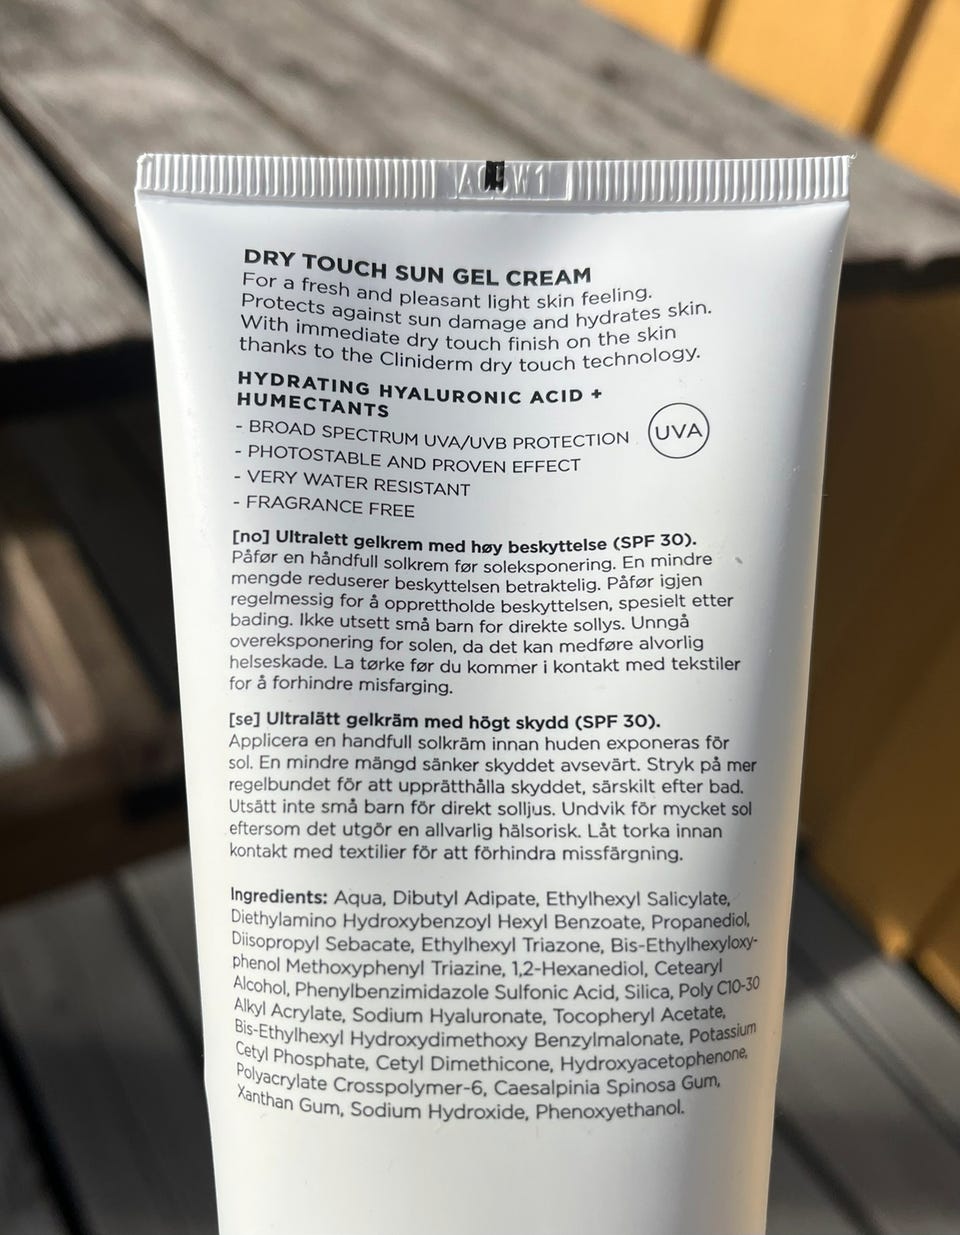 DRY TOUCH SUN GEL CREAM
For a fresh and pleasant light skin feeling.
Protects against sun damage and hydrates skin.
With immediate dry touch finish on the skin
thanks to the Cliniderm dry touch technology.
HYDRATING HYALURONIC ACID +
HUMECTANTS
- BROAD SPECTRUM UVA/UVB PROTECTION
UVA
- PHOTOSTABLE AND PROVEN EFFECT
- VERY WATER RESISTANT
- FRAGRANCE FREE
[no] Ultralett gelkrem med høy beskyttelse (SPF 30).
Påfør en håndfull solkrem før soleksponering. En mindre
mengde reduserer beskyttelsen betraktelig. Påfør igjen
regelmessig for å opprettholde beskyttelsen, spesielt etter
bading. Ikke utsett små barn for direkte sollys. Unngå
overeksponering for solen, da det kan medføre alvorlig
helseskade. La tørke før du kommer i kontakt med tekstiler
for å forhindre misfarging.
[se] Ultralätt gelkräm med högt skydd (SPF 30).
Applicera en handfull solkräm innan huden exponeras för
sol. En mindre mängd sänker skyddet avsevärt. Stryk på mer
regelbundet för att upprätthålla skyddet, särskilt efter bad.
Utsätt inte små barn för direkt solljus. Undvik för mycket sol
eftersom det utgör en allvarlig hälsorisk. Låt torka innan
kontakt med textilier för att förhindra missfärgning.
Ingredients: Aqua, Dibutyl Adipate, Ethylhexyl Salicylate,
Diethylamino Hydroxybenzoyl Hexyl Benzoate, Propanediol,
Diisopropyl Sebacate, Ethylhexyl Triazone, Bis-Ethylhexyloxy-
phenol Methoxyphenyl Triazine, 1,2-Hexanediol, Cetearyl
Alcohol, Phenylbenzimidazole Sulfonic Acid, Silica, Poly C10-30
Alkyl Acrylate, Sodium Hyaluronate, Tocopheryl Acetate,
Bis-Ethylhexyl Hydroxydimethoxy Benzylmalonate, Potassium
Cetyl Phosphate, Cetyl Dimethicone, Hydroxyacetophenone,
Polyacrylate Crosspolymer-6, Caesalpinia Spinosa Gum,
Xanthan Gum, Sodium Hydroxide, Phenoxyethanol.